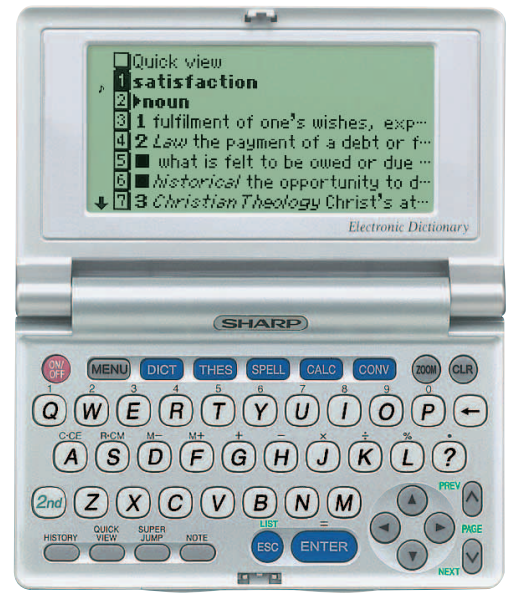 Quick view
1 satisfaction
2 ▶noun
3 1 fulfilment of one's wishes, exp…
4 2 Law the payment of a debt or f…
5 ■ what is felt to be owed or due …
6 ■ historical the opportunity to d…
7 3 Christian Theology Christ's at…
Electronic Dictionary
SHARP
ON/OFF MENU DICT THES SPELL CALC CONV ZOOM CLR
1 2 3 4 5 6 7 8 9 0
Q W E R T Y U I O P ←
C·CE R·CM M− M+ + − × ÷ % •
A S D F G H J K L ?
PREV
2nd Z X C V B N M
LIST =
PAGE
HISTORY QUICK VIEW SUPER JUMP NOTE ESC ENTER
NEXT